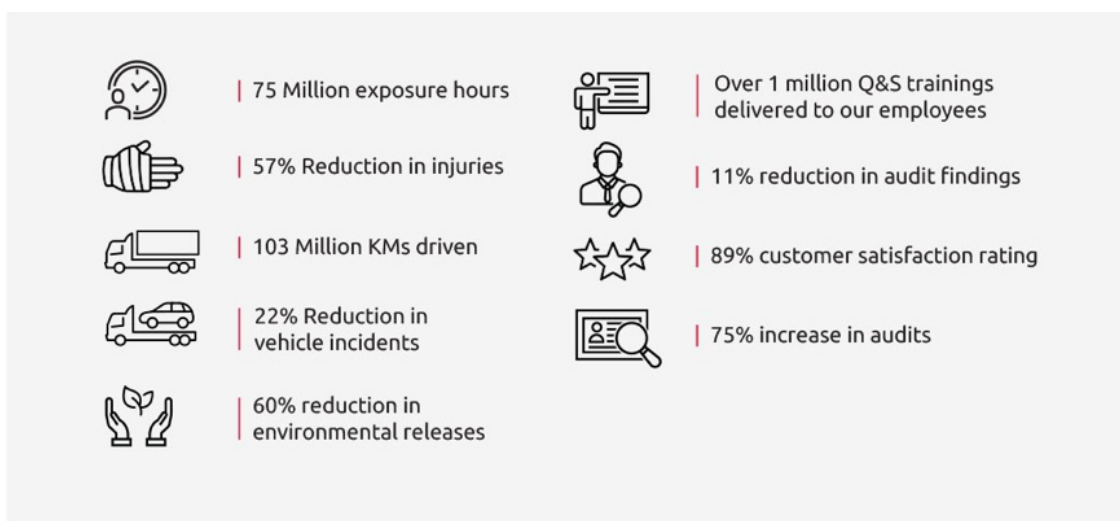 75 Million exposure hours
57% Reduction in injuries
103 Million KMs driven
22% Reduction in
vehicle incidents
60% reduction in
environmental releases
Over 1 million Q&S trainings
delivered to our employees
11% reduction in audit findings
89% customer satisfaction rating
75% increase in audits